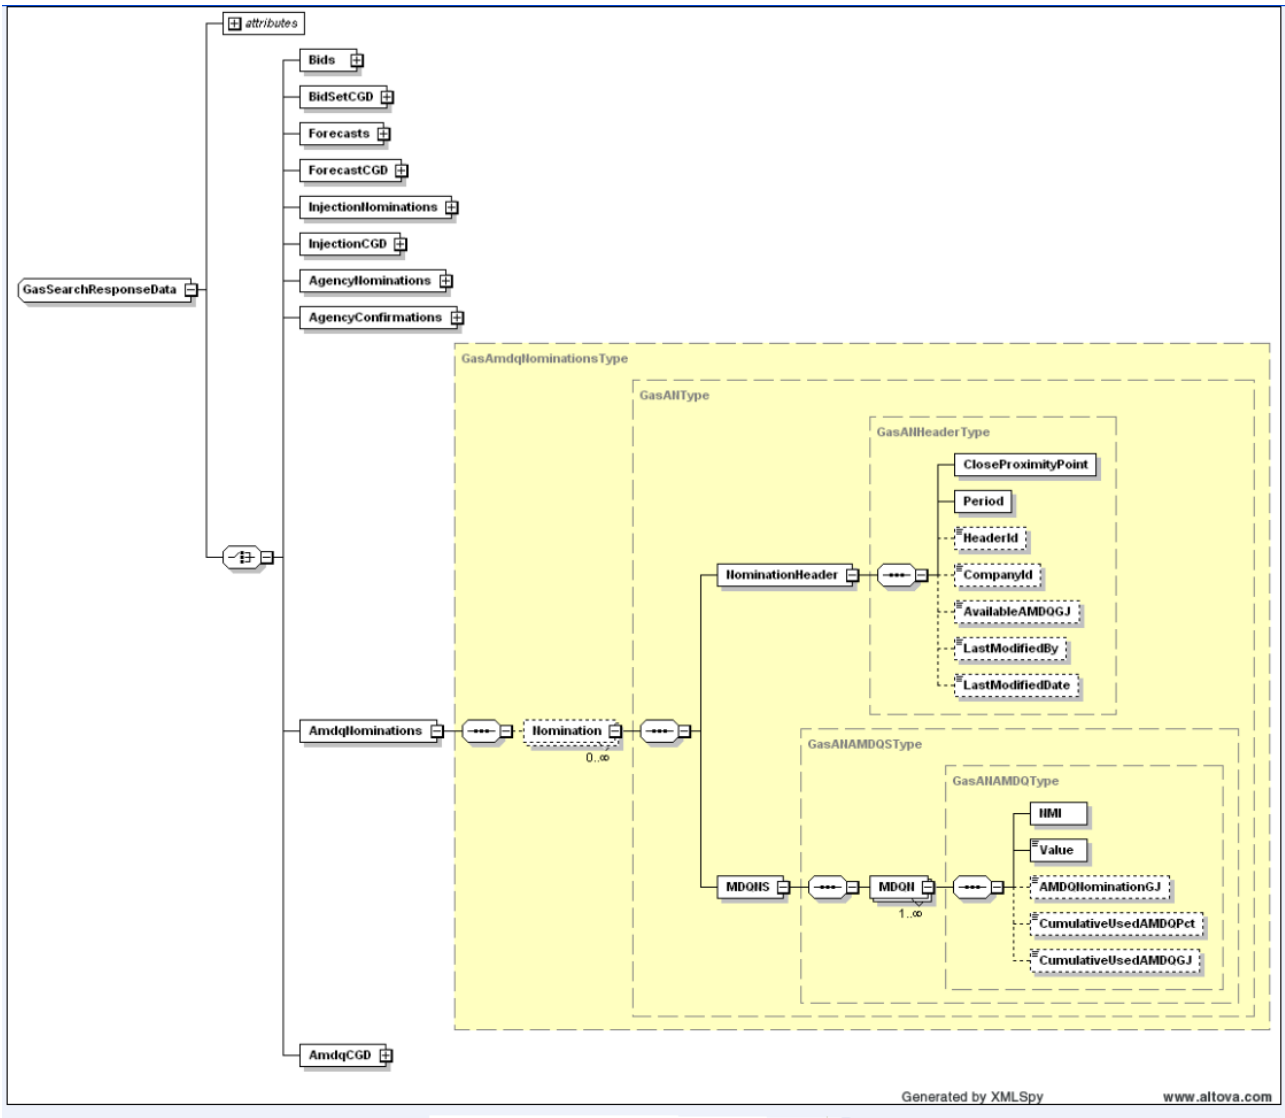 attributes
Bids
BidSetCGD
Forecasts
ForecastCGD
InjectionNominations
InjectionCGD
AgencyNominations
GasSearchResponseData
AgencyConfirmations
GasAmdqNominationsType
GasANType
GasANHeaderType
CloseProximityPoint
Period
HeaderId
NominationHeader
CompanyId
AvailableAMDQGJ
LastModifiedBy
LastModifiedDate
AmdqNominations
Nomination
0..∞
GasANAMDQSType
GasANAMDQType
NMI
Value
MDQNS
MDQN
1..∞
AMDQNominationGJ
CumulativeUsedAMDQPct
CumulativeUsedAMDQGJ
AmdqCGD
Generated by XMLSpy
www.altova.com